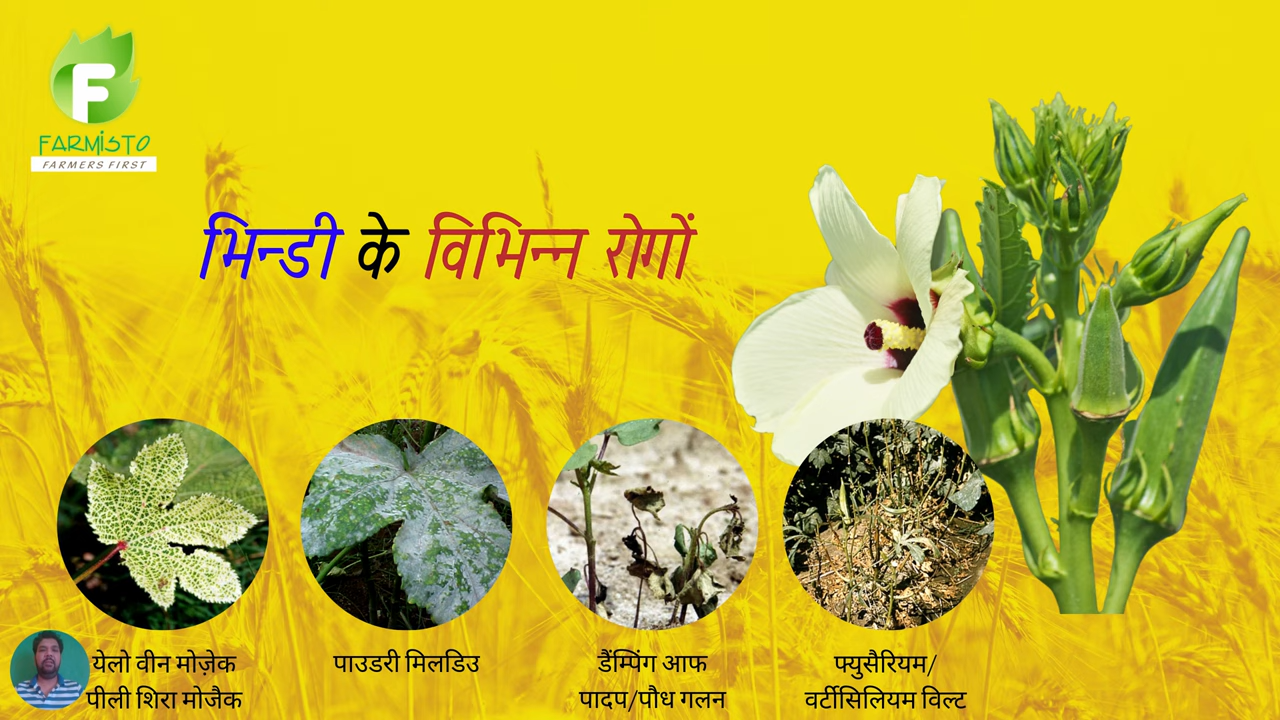 F
FARMiSTO
FARMERS FIRST
भिन्डी के विभिन्न रोगों
येलो वीन मोज़ेक
पीली शिरा मोजैक
पाउडरी मिलडिउ
डैंम्पिंग आफ
पादप/पौध गलन
फ्युसैरियम/
वर्टीसिलियम विल्ट